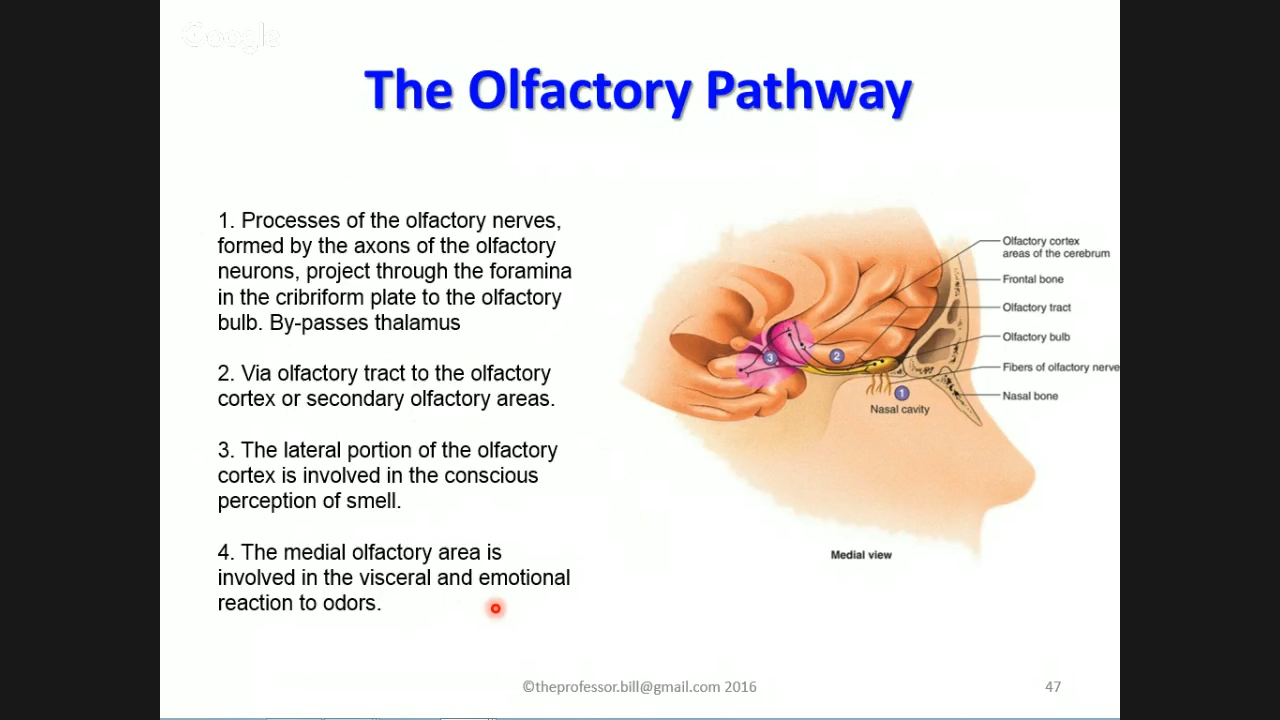 Google
The Olfactory Pathway
1. Processes of the olfactory nerves,
formed by the axons of the olfactory
neurons, project through the foramina
in the cribriform plate to the olfactory
bulb. By-passes thalamus
2. Via olfactory tract to the olfactory
cortex or secondary olfactory areas.
3. The lateral portion of the olfactory
cortex is involved in the conscious
perception of smell.
4. The medial olfactory area is
involved in the visceral and emotional
reaction to odors.
Olfactory cortex
areas of the cerebrum
Frontal bone
Olfactory tract
Olfactory bulb
Fibers of olfactory nerve
Nasal bone
3
2
1
Nasal cavity
Medial view
©theprofessor.bill@gmail.com 2016
47